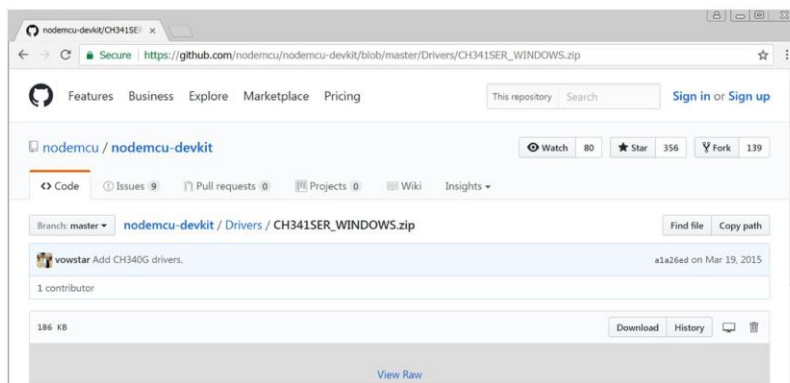 nodemcu-devkit/CH341SER
Secure https://github.com/nodemcu/nodemcu-devkit/blob/master/Drivers/CH341SER_WINDOWS.zip
Features Business Explore Marketplace Pricing This repository Search Sign in or Sign up
nodemcu / nodemcu-devkit Watch 80 Star 356 Fork 139
Code Issues 9 Pull requests 0 Projects 0 Wiki Insights
Branch: master nodemcu-devkit / Drivers / CH341SER_WINDOWS.zip Find file Copy path
vowstar Add CH340G drivers. a1a26ed on Mar 19, 2015
1 contributor
186 KB Download History
View Raw